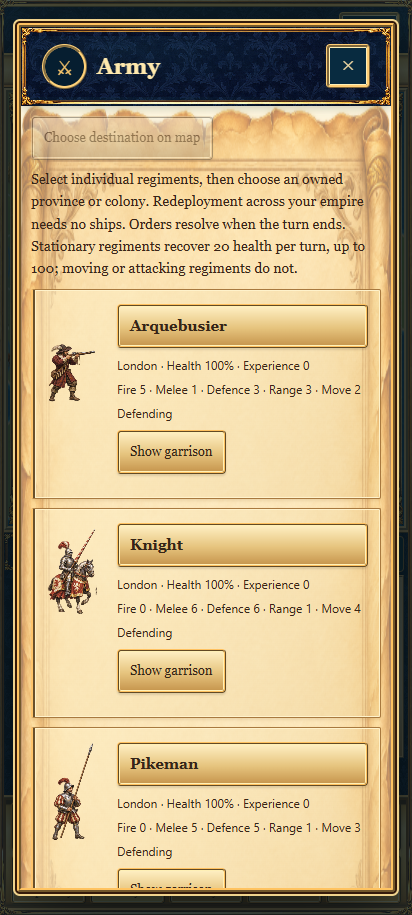 Army
×
Choose destination on map
Select individual regiments, then choose an owned
province or colony. Redeployment across your empire
needs no ships. Orders resolve when the turn ends.
Stationary regiments recover 20 health per turn, up to
100; moving or attacking regiments do not.
Arquebusier
London · Health 100% · Experience 0
Fire 5 · Melee 1 · Defence 3 · Range 3 · Move 2
Defending
Show garrison
Knight
London · Health 100% · Experience 0
Fire 0 · Melee 6 · Defence 6 · Range 1 · Move 4
Defending
Show garrison
Pikeman
London · Health 100% · Experience 0
Fire 0 · Melee 5 · Defence 5 · Range 1 · Move 3
Defending
Show garrison